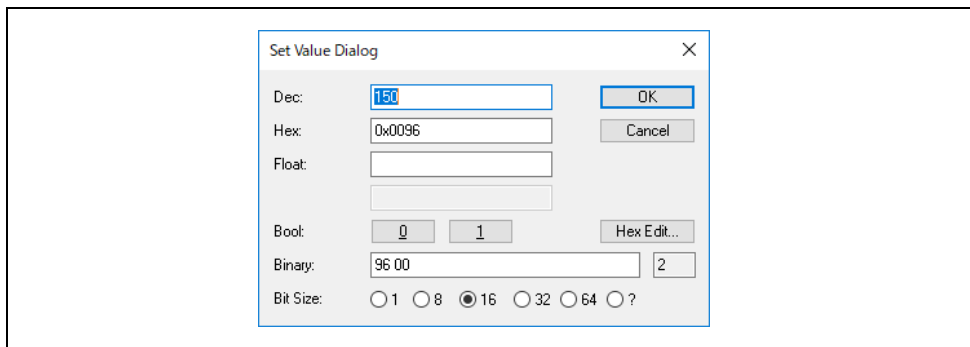 Set Value Dialog
Dec: 150 OK
Hex: 0x0096 Cancel
Float:
Bool: 0 1 Hex Edit...
Binary: 96 00 2
Bit Size: 1 8 16 32 64 ?